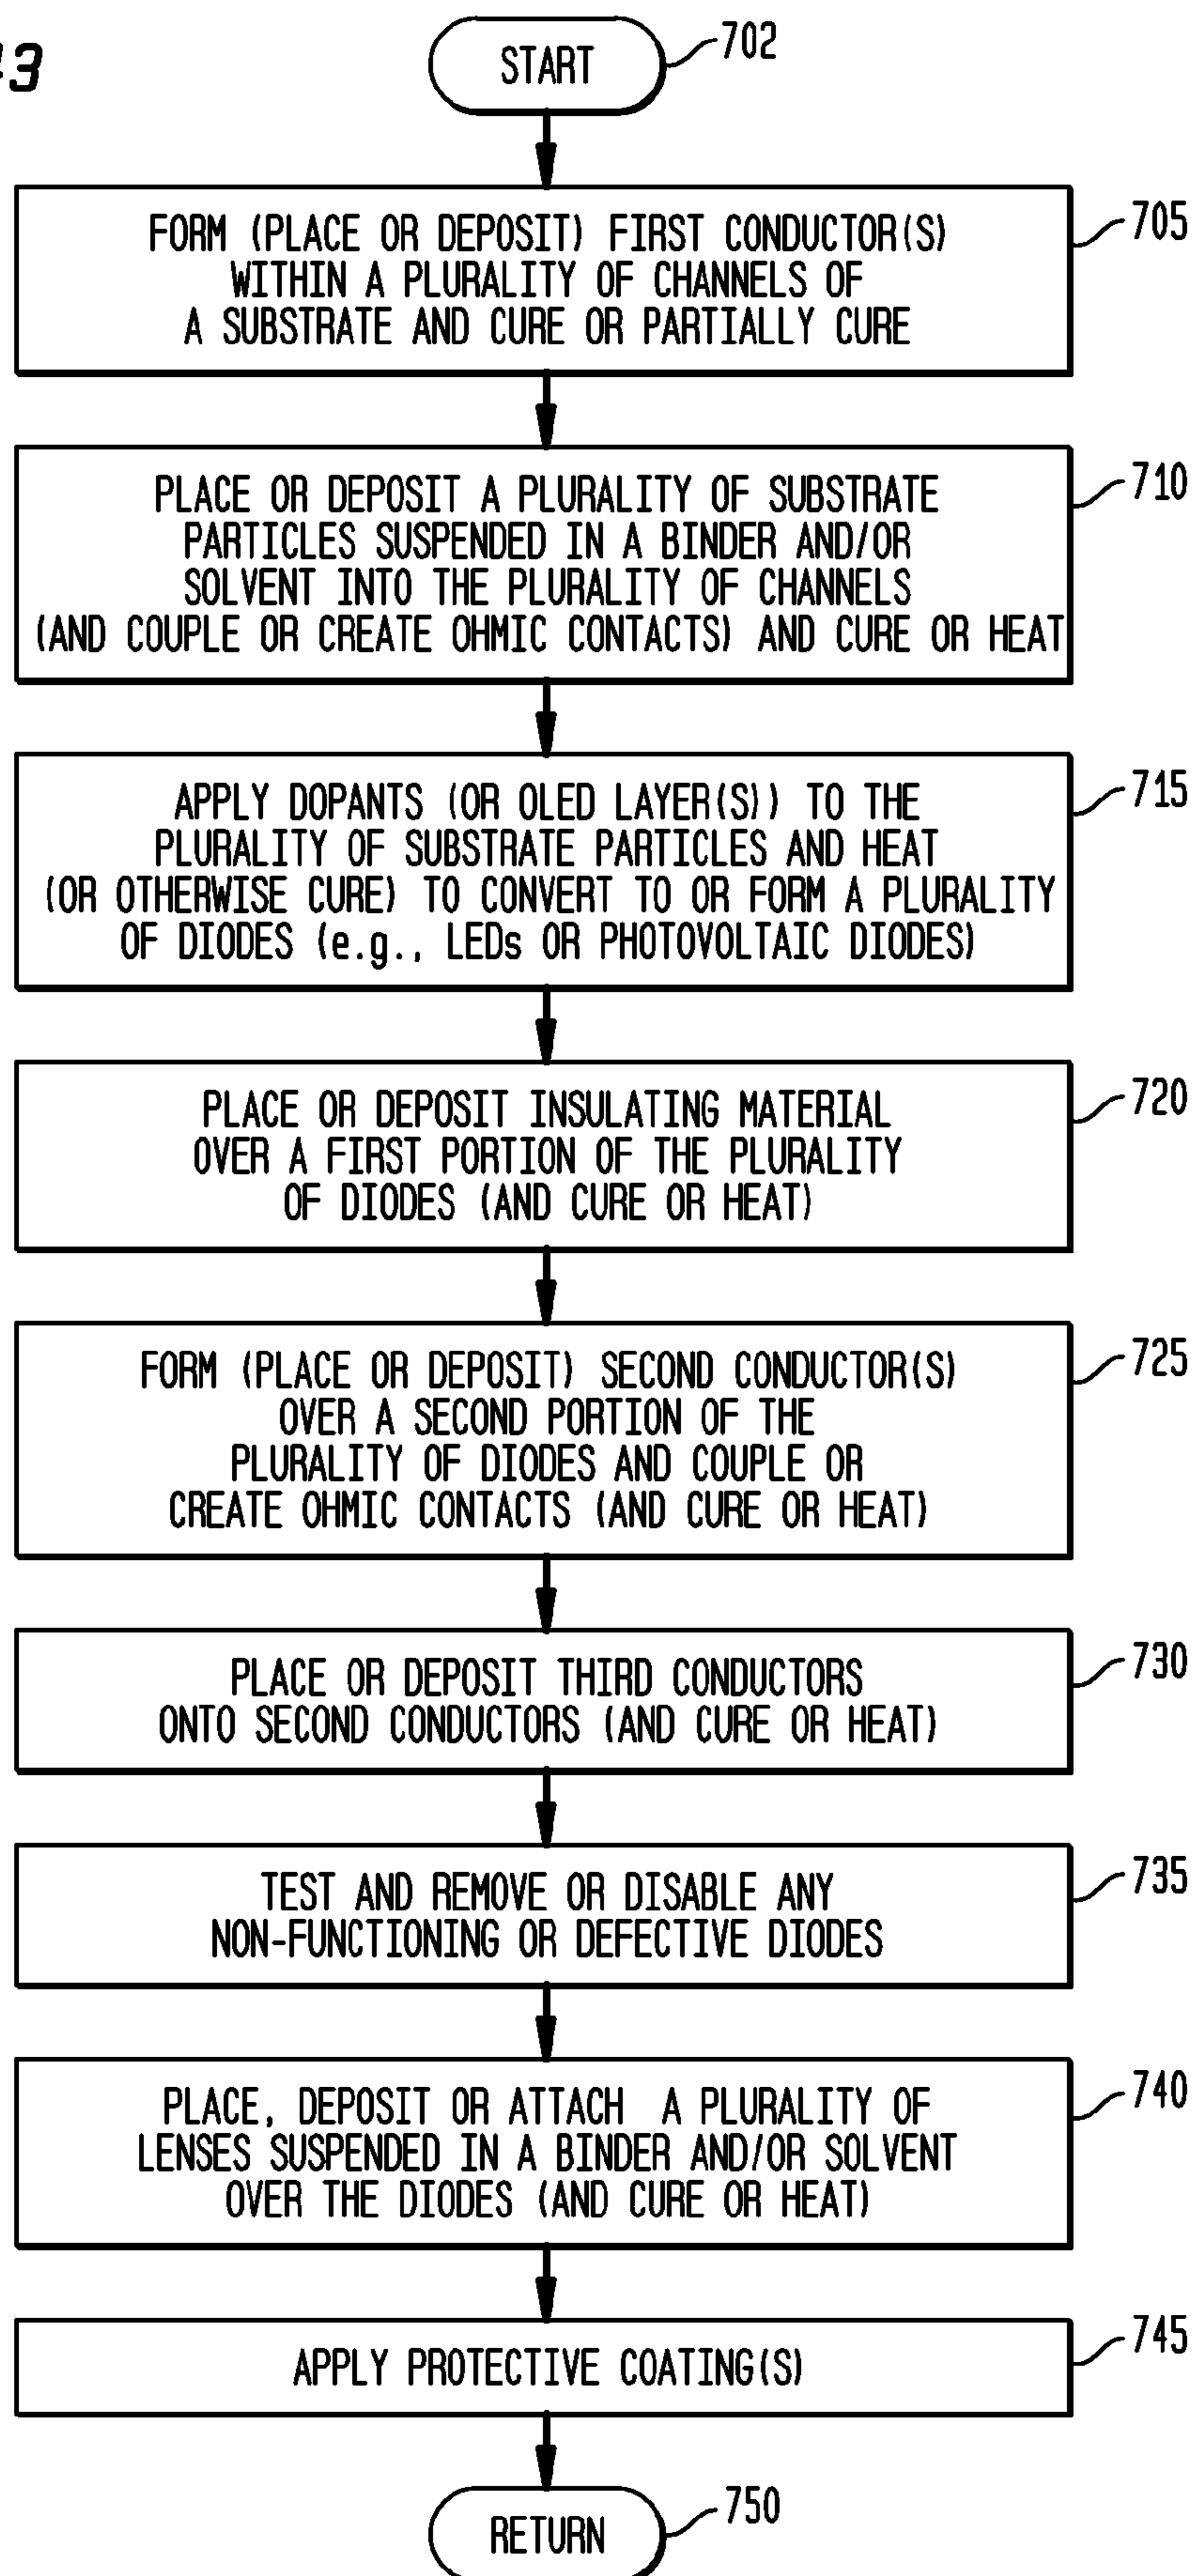 START
702
FORM (PLACE OR DEPOSIT) FIRST CONDUCTOR(S)
WITHIN A PLURALITY OF CHANNELS OF
A SUBSTRATE AND CURE OR PARTIALLY CURE
705
PLACE OR DEPOSIT A PLURALITY OF SUBSTRATE
PARTICLES SUSPENDED IN A BINDER AND/OR
SOLVENT INTO THE PLURALITY OF CHANNELS
(AND COUPLE OR CREATE OHMIC CONTACTS) AND CURE OR HEAT
710
APPLY DOPANTS (OR OLED LAYER(S)) TO THE
PLURALITY OF SUBSTRATE PARTICLES AND HEAT
(OR OTHERWISE CURE) TO CONVERT TO OR FORM A PLURALITY
OF DIODES (e.g., LEDs OR PHOTOVOLTAIC DIODES)
715
PLACE OR DEPOSIT INSULATING MATERIAL
OVER A FIRST PORTION OF THE PLURALITY
OF DIODES (AND CURE OR HEAT)
720
FORM (PLACE OR DEPOSIT) SECOND CONDUCTOR(S)
OVER A SECOND PORTION OF THE
PLURALITY OF DIODES AND COUPLE OR
CREATE OHMIC CONTACTS (AND CURE OR HEAT)
725
PLACE OR DEPOSIT THIRD CONDUCTORS
ONTO SECOND CONDUCTORS (AND CURE OR HEAT)
730
TEST AND REMOVE OR DISABLE ANY
NON-FUNCTIONING OR DEFECTIVE DIODES
735
PLACE, DEPOSIT OR ATTACH A PLURALITY OF
LENSES SUSPENDED IN A BINDER AND/OR SOLVENT
OVER THE DIODES (AND CURE OR HEAT)
740
APPLY PROTECTIVE COATING(S)
745
RETURN
750